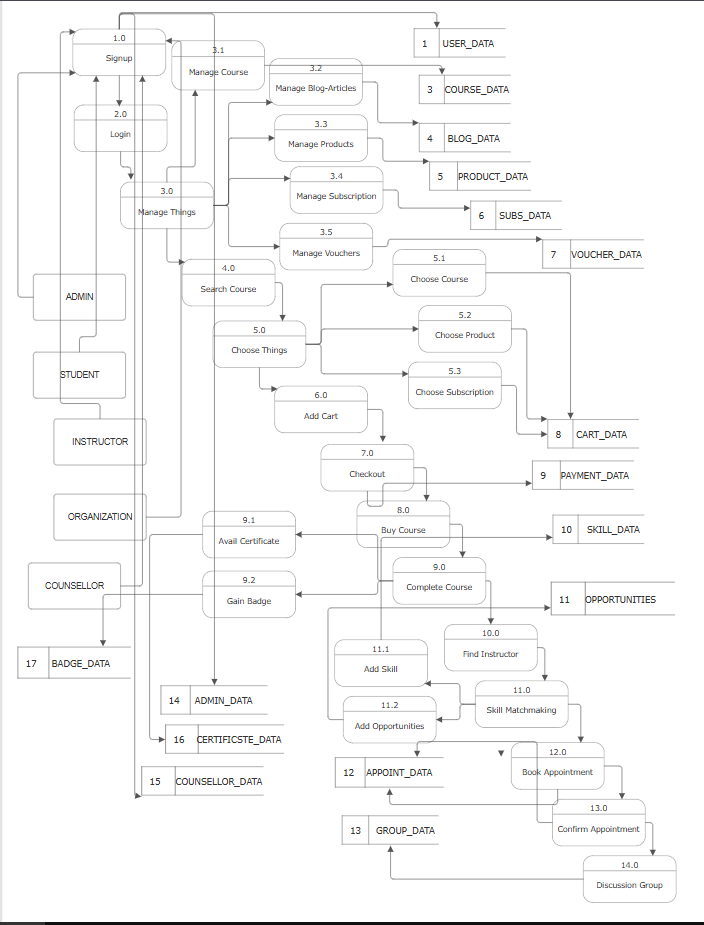 1.0
Signup
1 USER_DATA
3.1
Manage Course
3.2
Manage Blog-Articles
3 COURSE_DATA
2.0
Login
3.3
Manage Products
4 BLOG_DATA
3.4
Manage Subscription
5 PRODUCT_DATA
3.0
Manage Things
6 SUBS_DATA
3.5
Manage Vouchers
7 VOUCHER_DATA
4.0
Search Course
5.1
Choose Course
ADMIN
5.0
Choose Things
5.2
Choose Product
STUDENT
5.3
Choose Subscription
6.0
Add Cart
INSTRUCTOR
8 CART_DATA
7.0
Checkout
9 PAYMENT_DATA
ORGANIZATION
9.1
Avail Certificate
8.0
Buy Course
10 SKILL_DATA
COUNSELLOR
9.2
Gain Badge
9.0
Complete Course
11 OPPORTUNITIES
10.0
Find Instructor
17 BADGE_DATA
11.1
Add Skill
14 ADMIN_DATA
11.0
Skill Matchmaking
11.2
Add Opportunities
16 CERTIFICSTE_DATA
12.0
Book Appointment
12 APPOINT_DATA
15 COUNSELLOR_DATA
13.0
Confirm Appointment
13 GROUP_DATA
14.0
Discussion Group